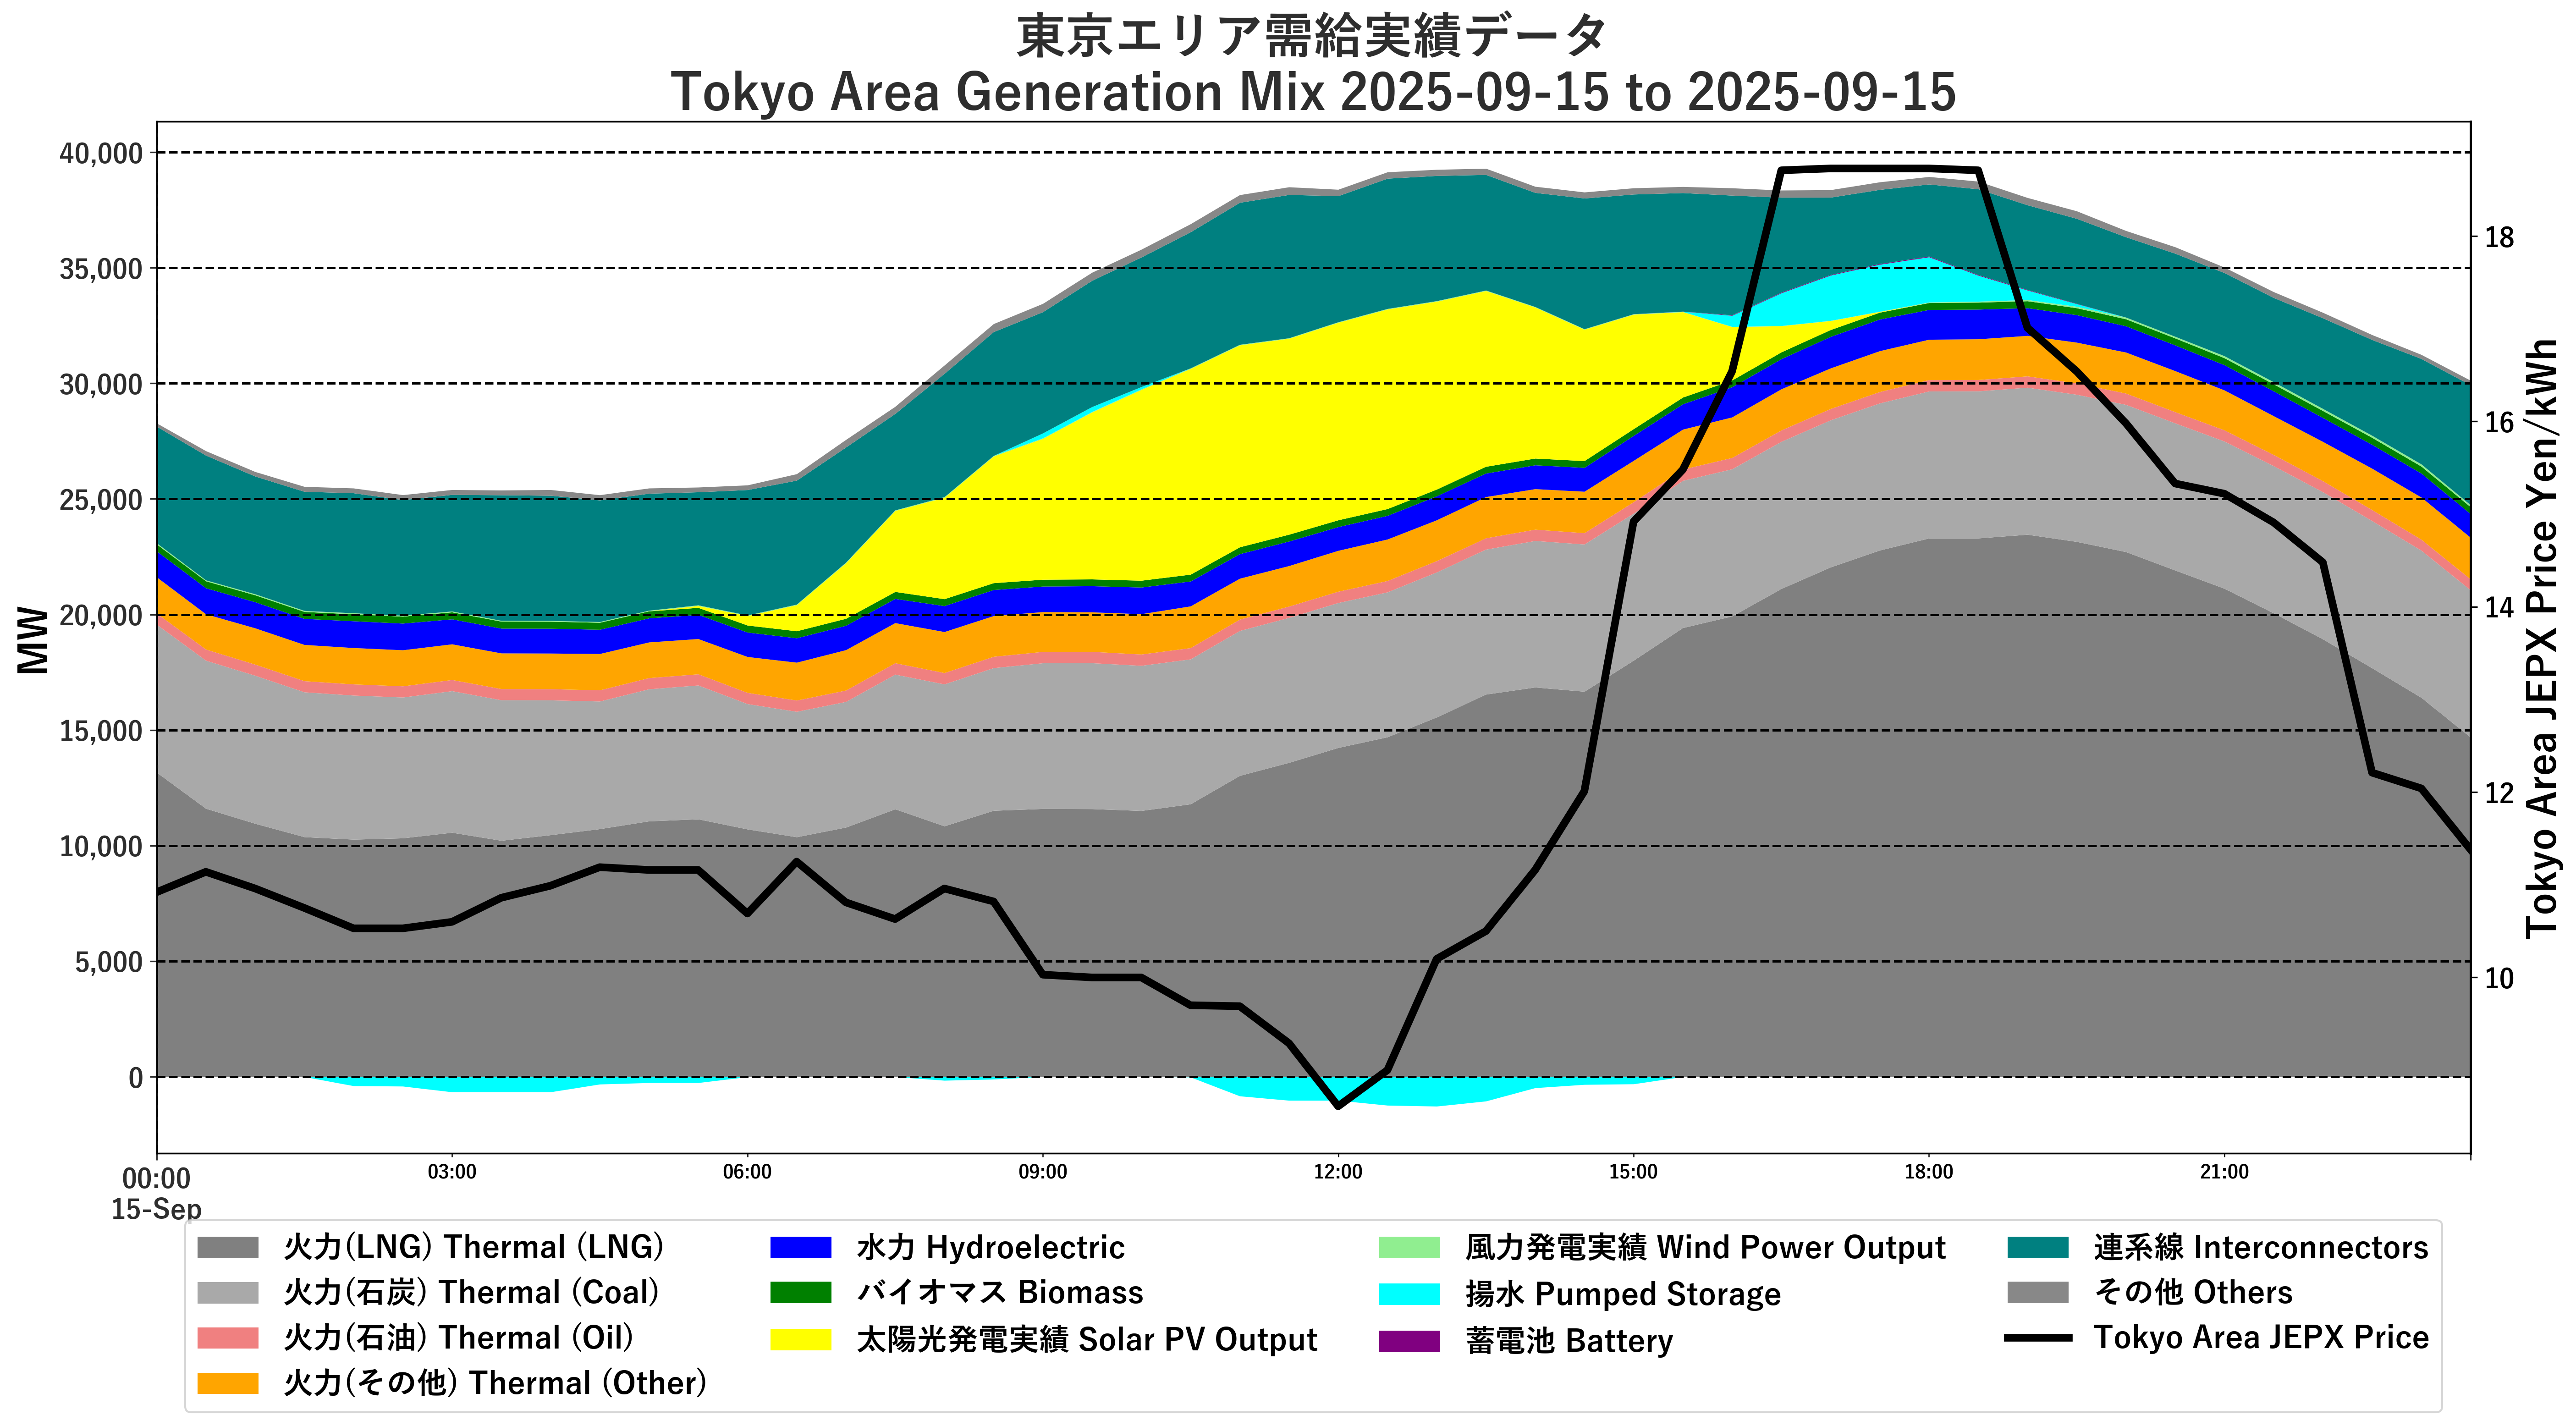 東京エリア需給実績データ
Tokyo Area Generation Mix 2025-09-15 to 2025-09-15
MW
40,000
35,000
30,000
25,000
20,000
15,000
10,000
5,000
0
18
16
14
12
10
Tokyo Area JEPX Price Yen/kWh
00:00
15-Sep
03:00
06:00
09:00
12:00
15:00
18:00
21:00
火力(LNG) Thermal (LNG)
火力(石炭) Thermal (Coal)
火力(石油) Thermal (Oil)
火力(その他) Thermal (Other)
水力 Hydroelectric
バイオマス Biomass
太陽光発電実績 Solar PV Output
風力発電実績 Wind Power Output
揚水 Pumped Storage
蓄電池 Battery
連系線 Interconnectors
その他 Others
Tokyo Area JEPX Price